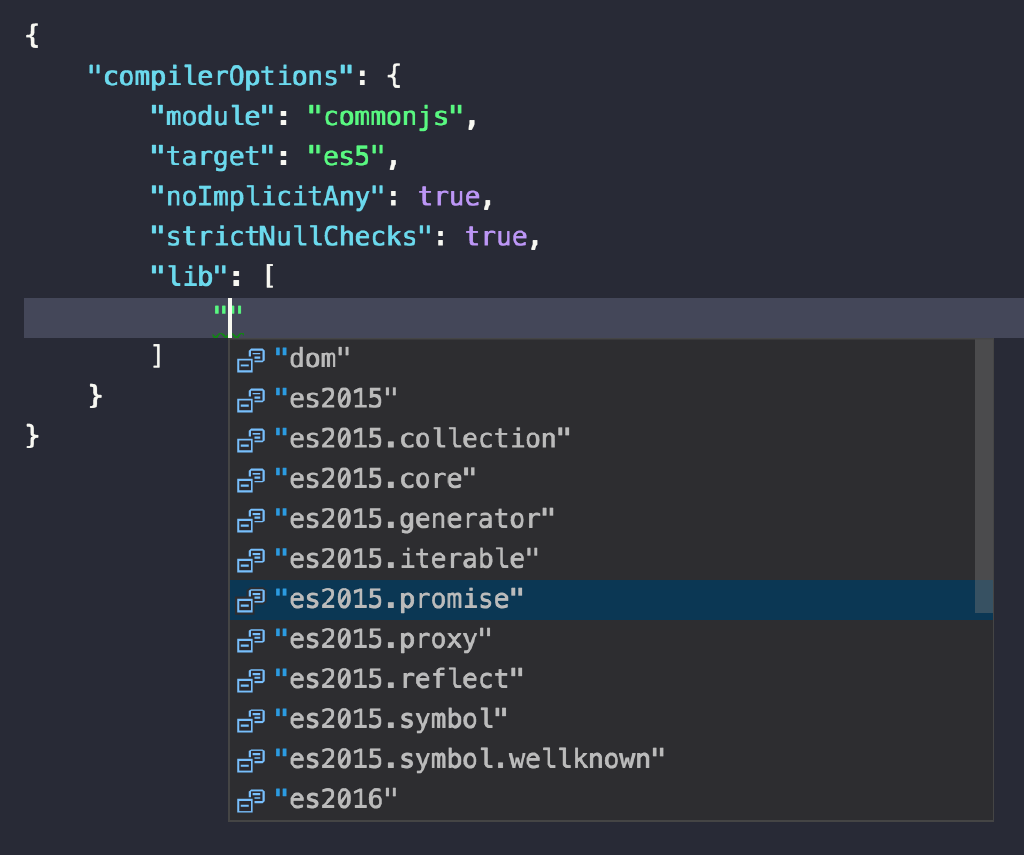 {
"compilerOptions": {
"module": "commonjs",
"target": "es5",
"noImplicitAny": true,
"strictNullChecks": true,
"lib": [
""
]
}
}
"dom"
"es2015"
"es2015.collection"
"es2015.core"
"es2015.generator"
"es2015.iterable"
"es2015.promise"
"es2015.proxy"
"es2015.reflect"
"es2015.symbol"
"es2015.symbol.wellknown"
"es2016"